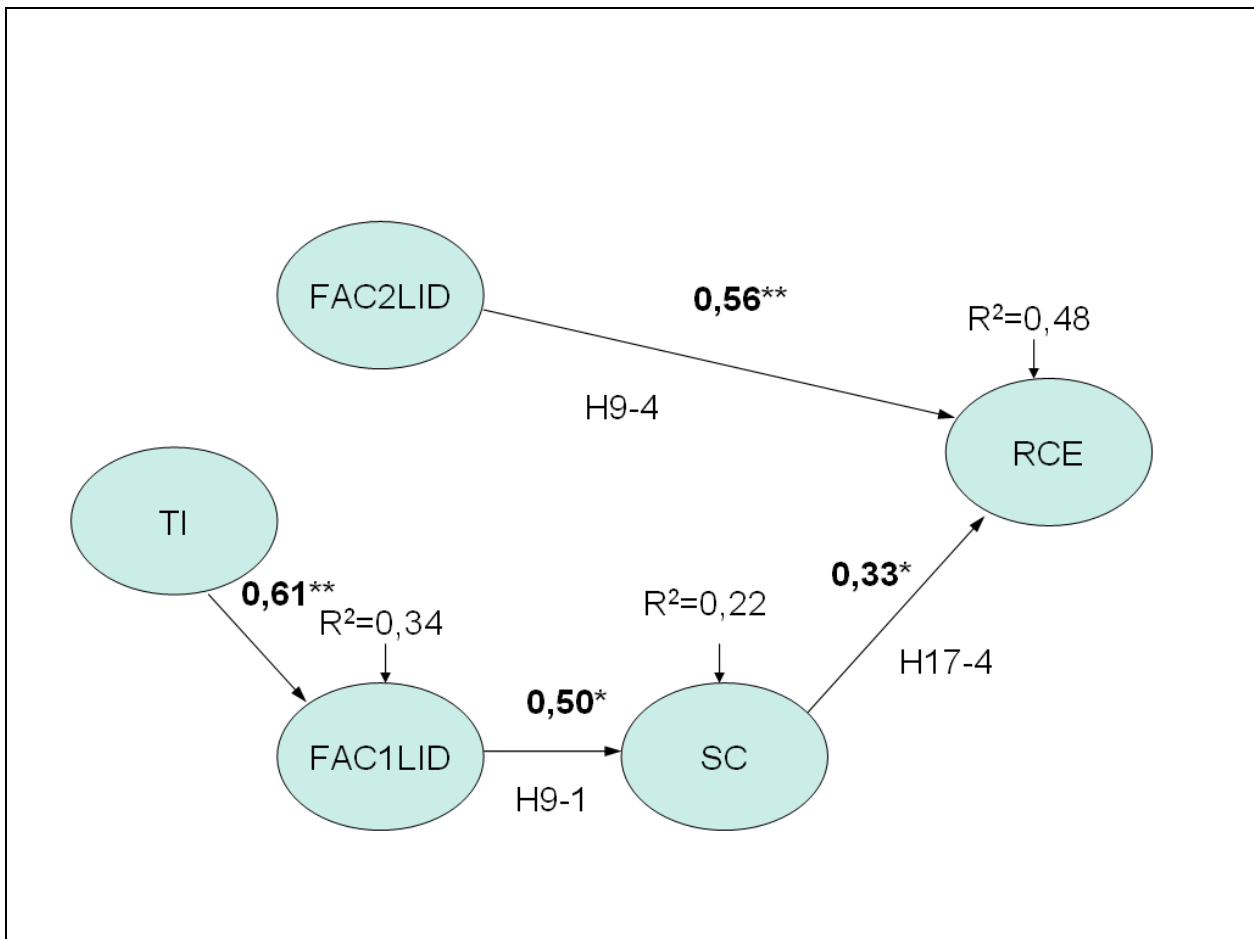 FAC2LID
0,56**
R²=0,48
H9-4
RCE
TI
0,61**
R²=0,34
R²=0,22
0,33*
H17-4
0,50*
FAC1LID
SC
H9-1